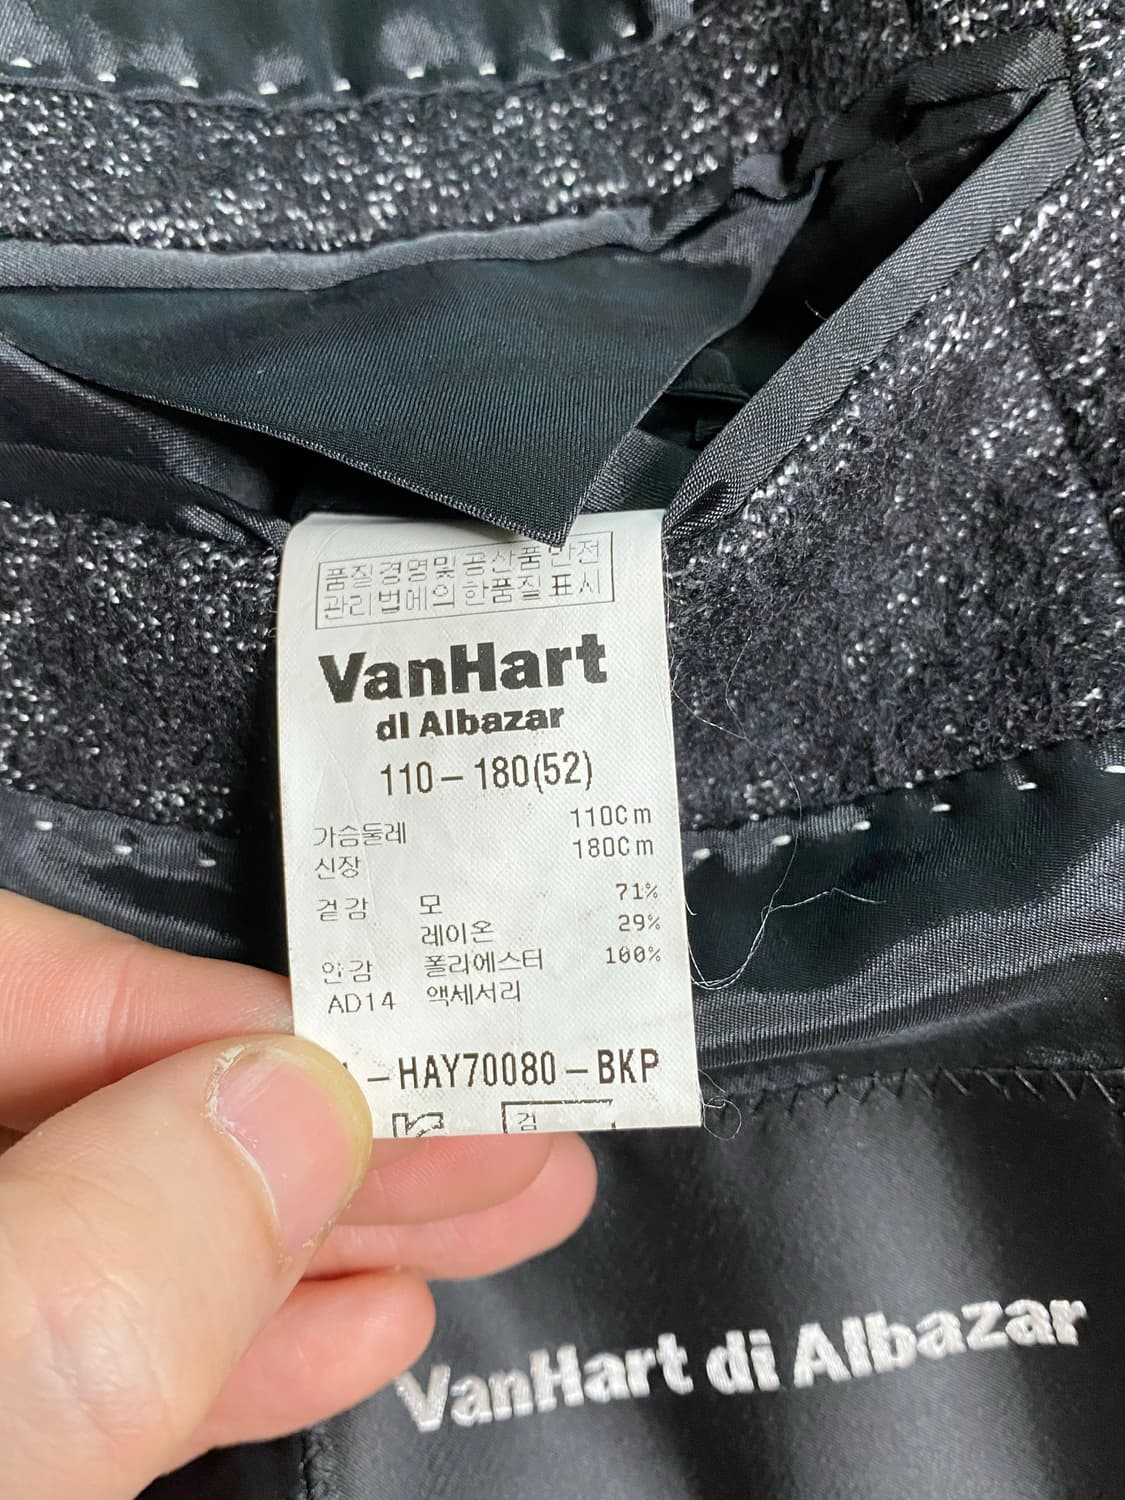 품질경영및공산품안전
관리법에의한품질표시
VanHart
dI Albazar
110-180(52)
가슴둘레 110Cm
신장 180Cm
겉감 모 71%
레이온 29%
안감 폴리에스터 100%
AD14 액세서리
-HAY70080-BKP
검
VanHart di Albazar